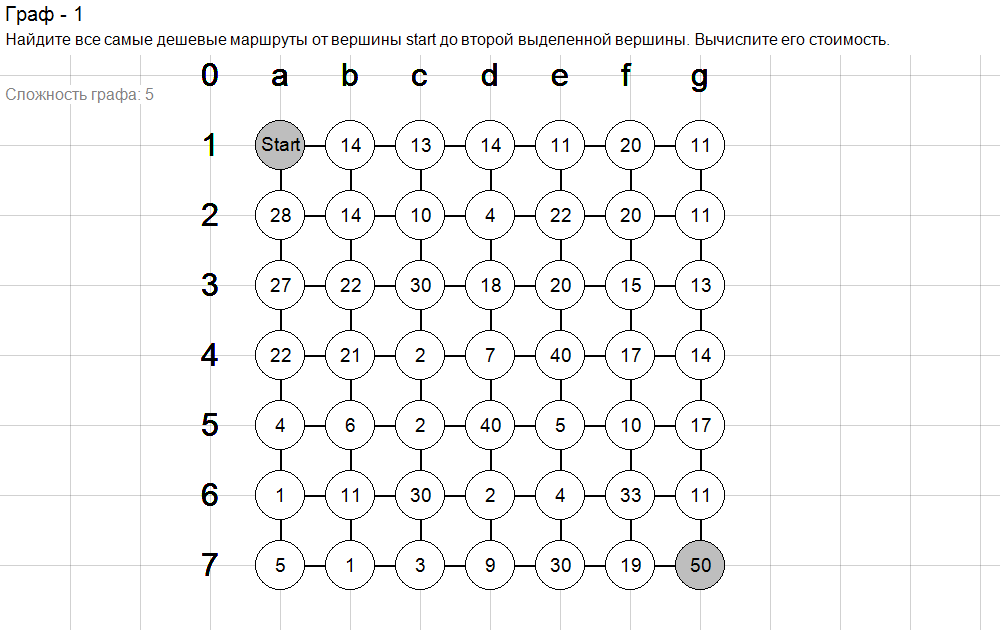 Граф - 1
Найдите все самые дешевые маршруты от вершины start до второй выделенной вершины. Вычислите его стоимость.
0 a b c d e f g
Сложность графа: 5
1 Start 14 13 14 11 20 11
2 28 14 10 4 22 20 11
3 27 22 30 18 20 15 13
4 22 21 2 7 40 17 14
5 4 6 2 40 5 10 17
6 1 11 30 2 4 33 11
7 5 1 3 9 30 19 50